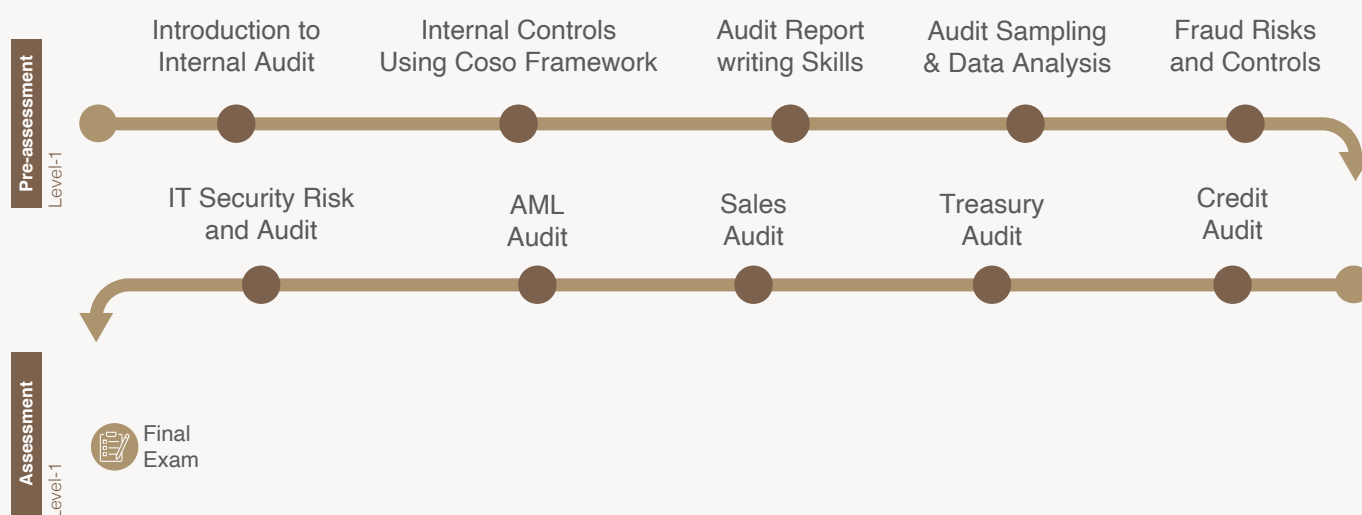 Pre-assessment
Level-1
Introduction to
Internal Audit
Internal Controls
Using Coso Framework
Audit Report
writing Skills
Audit Sampling
& Data Analysis
Fraud Risks
and Controls
IT Security Risk
and Audit
AML
Audit
Sales
Audit
Treasury
Audit
Credit
Audit
Assessment
Level-1
Final
Exam